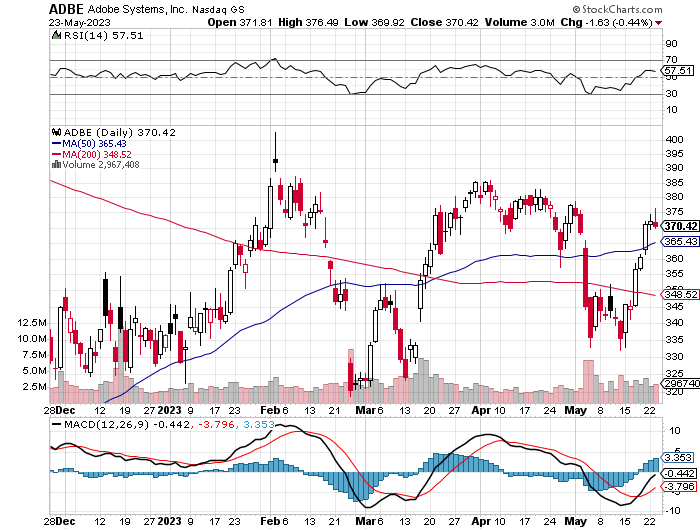 ADBE Adobe Systems, Inc. Nasdaq GS © StockCharts.com
23-May-2023 Open 371.81 High 376.49 Low 369.92 Close 370.42 Volume 3.0M Chg -1.63 (-0.44%)
RSI(14) 57.51
90
70
57.51
50
30
10
ADBE (Daily) 370.42
MA(50) 365.43
MA(200) 348.52
Volume 2,967,408
400
395
390
385
380
375
370.42
365.43
360
355
350
348.52
345
340
335
330
325
320
12.5M
10.0M
7.5M
5.0M
2.5M
2967408
28 Dec 12 19 27 2023 9 17 23 Feb 6 13 21 Mar 6 13 20 27 Apr 10 17 24 May 8 15 22
MACD(12,26,9) -0.442, -3.796, 3.353
10
5
3.353
-0.442
-3.796
-10
28 Dec 12 19 27 2023 9 17 23 Feb 6 13 21 Mar 6 13 20 27 Apr 10 17 24 May 8 15 22